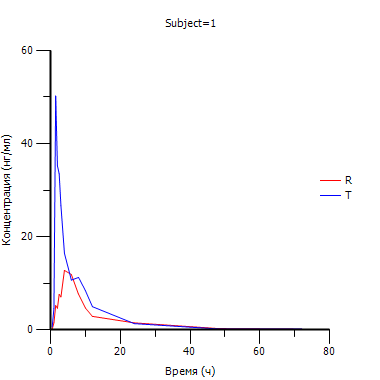 Subject=1
60
40
20
0
0 20 40 60 80
Концентрация (нг/мл)
Время (ч)
R
T